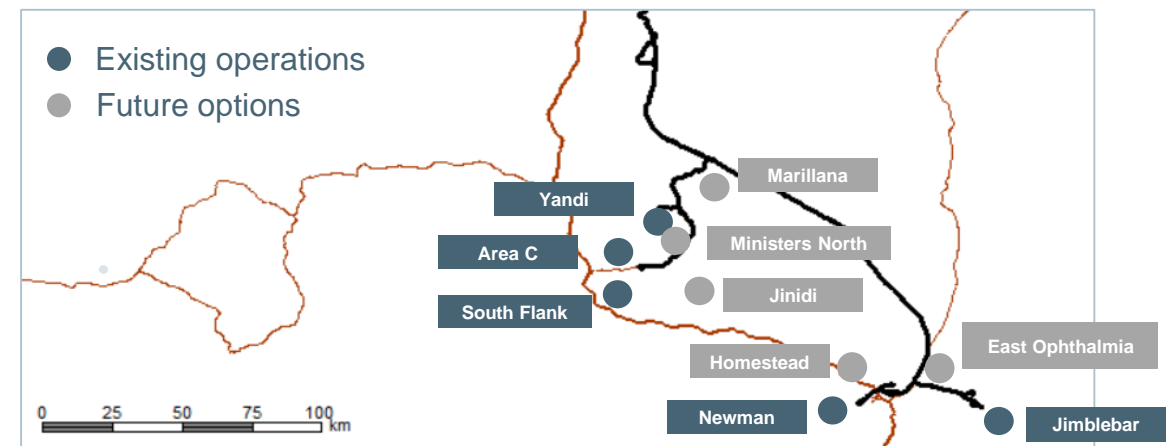 Existing operations
Future options
Marillana
Yandi
Ministers North
Area C
Jinidi
South Flank
East Ophthalmia
Homestead
Newman
Jimblebar
0 25 50 75 100
km